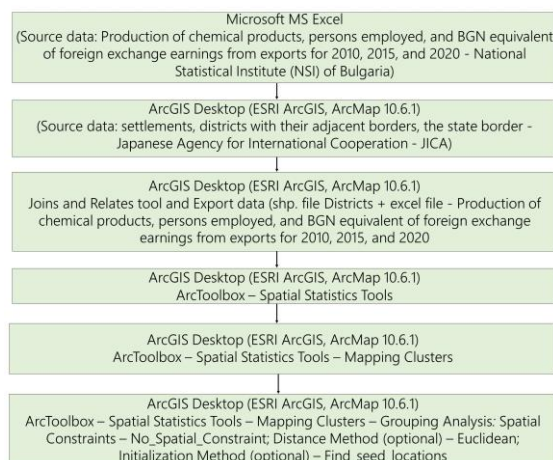 Microsoft MS Excel
(Source data: Production of chemical products, persons employed, and BGN equivalent
of foreign exchange earnings from exports for 2010, 2015, and 2020 - National
Statistical Institute (NSI) of Bulgaria)
ArcGIS Desktop (ESRI ArcGIS, ArcMap 10.6.1)
(Source data: settlements, districts with their adjacent borders, the state border -
Japanese Agency for International Cooperation - JICA)
ArcGIS Desktop (ESRI ArcGIS, ArcMap 10.6.1)
Joins and Relates tool and Export data (shp. file Districts + excel file - Production of
chemical products, persons employed, and BGN equivalent of foreign exchange
earnings from exports for 2010, 2015, and 2020
ArcGIS Desktop (ESRI ArcGIS, ArcMap 10.6.1)
ArcToolbox – Spatial Statistics Tools
ArcGIS Desktop (ESRI ArcGIS, ArcMap 10.6.1)
ArcToolbox – Spatial Statistics Tools – Mapping Clusters
ArcGIS Desktop (ESRI ArcGIS, ArcMap 10.6.1)
ArcToolbox – Spatial Statistics Tools – Mapping Clusters – Grouping Analysis: Spatial
Constraints – No_Spatial_Constraint; Distance Method (optional) – Euclidean;
Initialization Method (optional) – Find_seed_locations